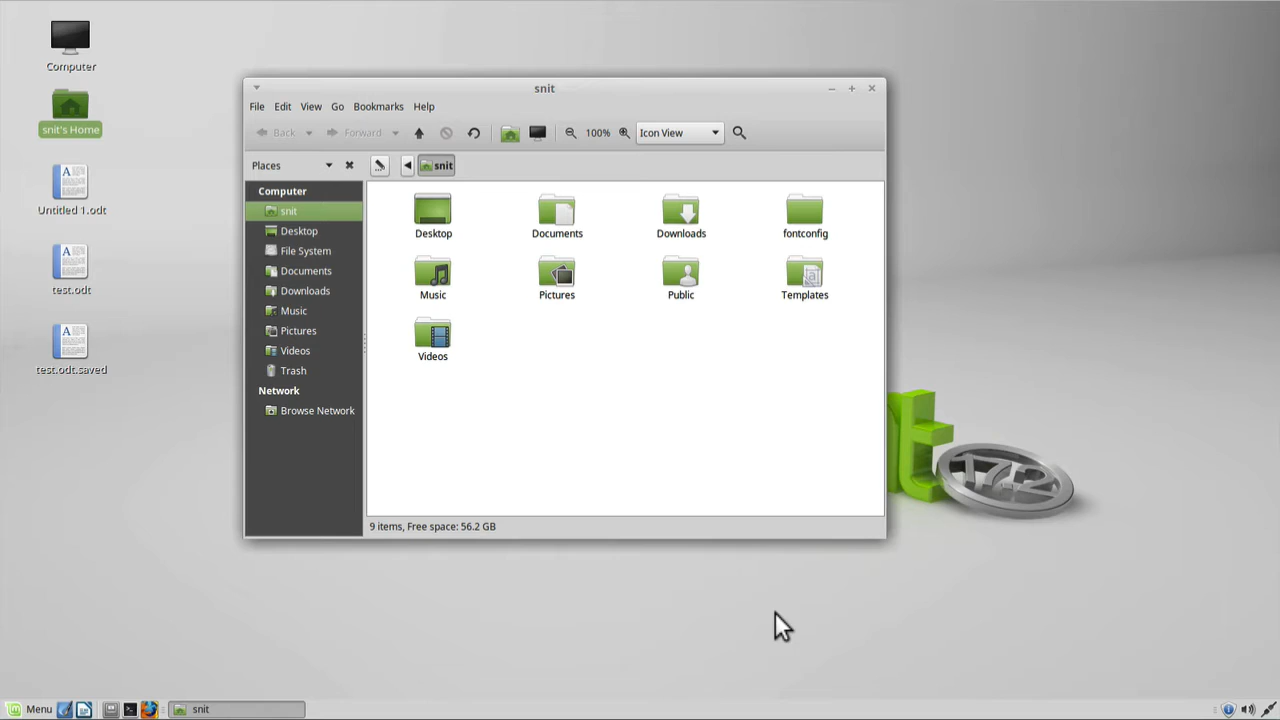 Computer
snit's Home
Untitled 1.odt
test.odt
test.odt.saved
snit
File Edit View Go Bookmarks Help
Back Forward 100% Icon View
Places snit
Computer
snit
Desktop
File System
Documents
Downloads
Music
Pictures
Videos
Trash
Network
Browse Network
Desktop Documents Downloads fontconfig
Music Pictures Public Templates
Videos
9 items, Free space: 56.2 GB
t
17.2
Menu snit